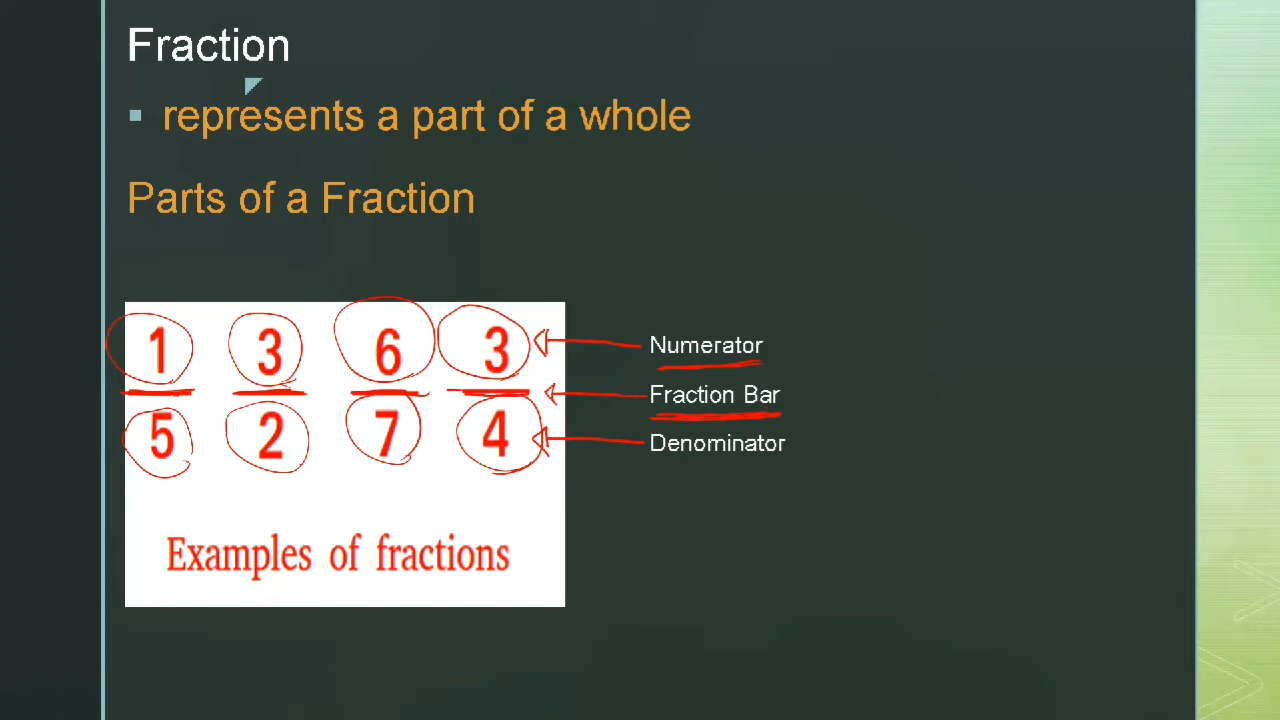 Fraction
▪ represents a part of a whole
Parts of a Fraction
1 3 6 3
5 2 7 4
Numerator
Fraction Bar
Denominator
Examples of fractions